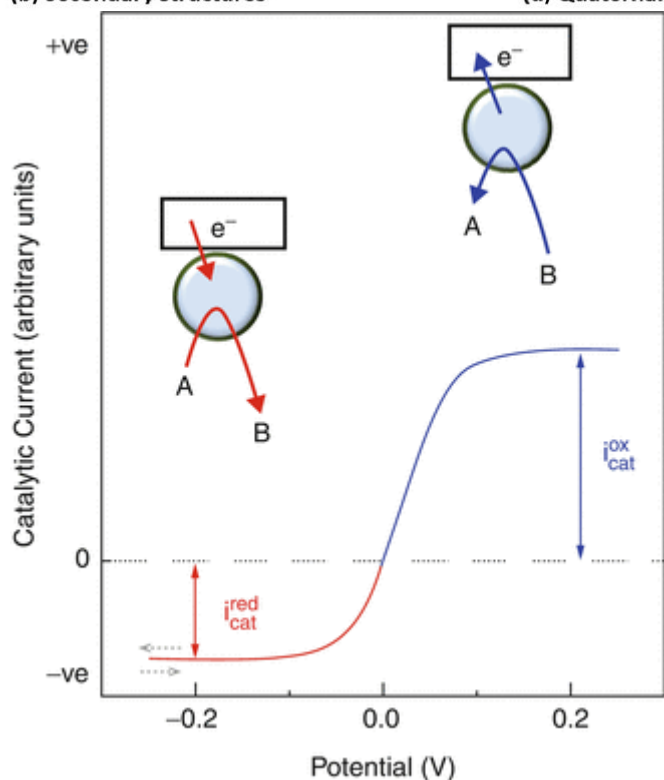 +ve
e⁻
A
B
e⁻
A
B
Catalytic Current (arbitrary units)
i_cat^ox
0
i_cat^red
−ve
−0.2
0.0
0.2
Potential (V)